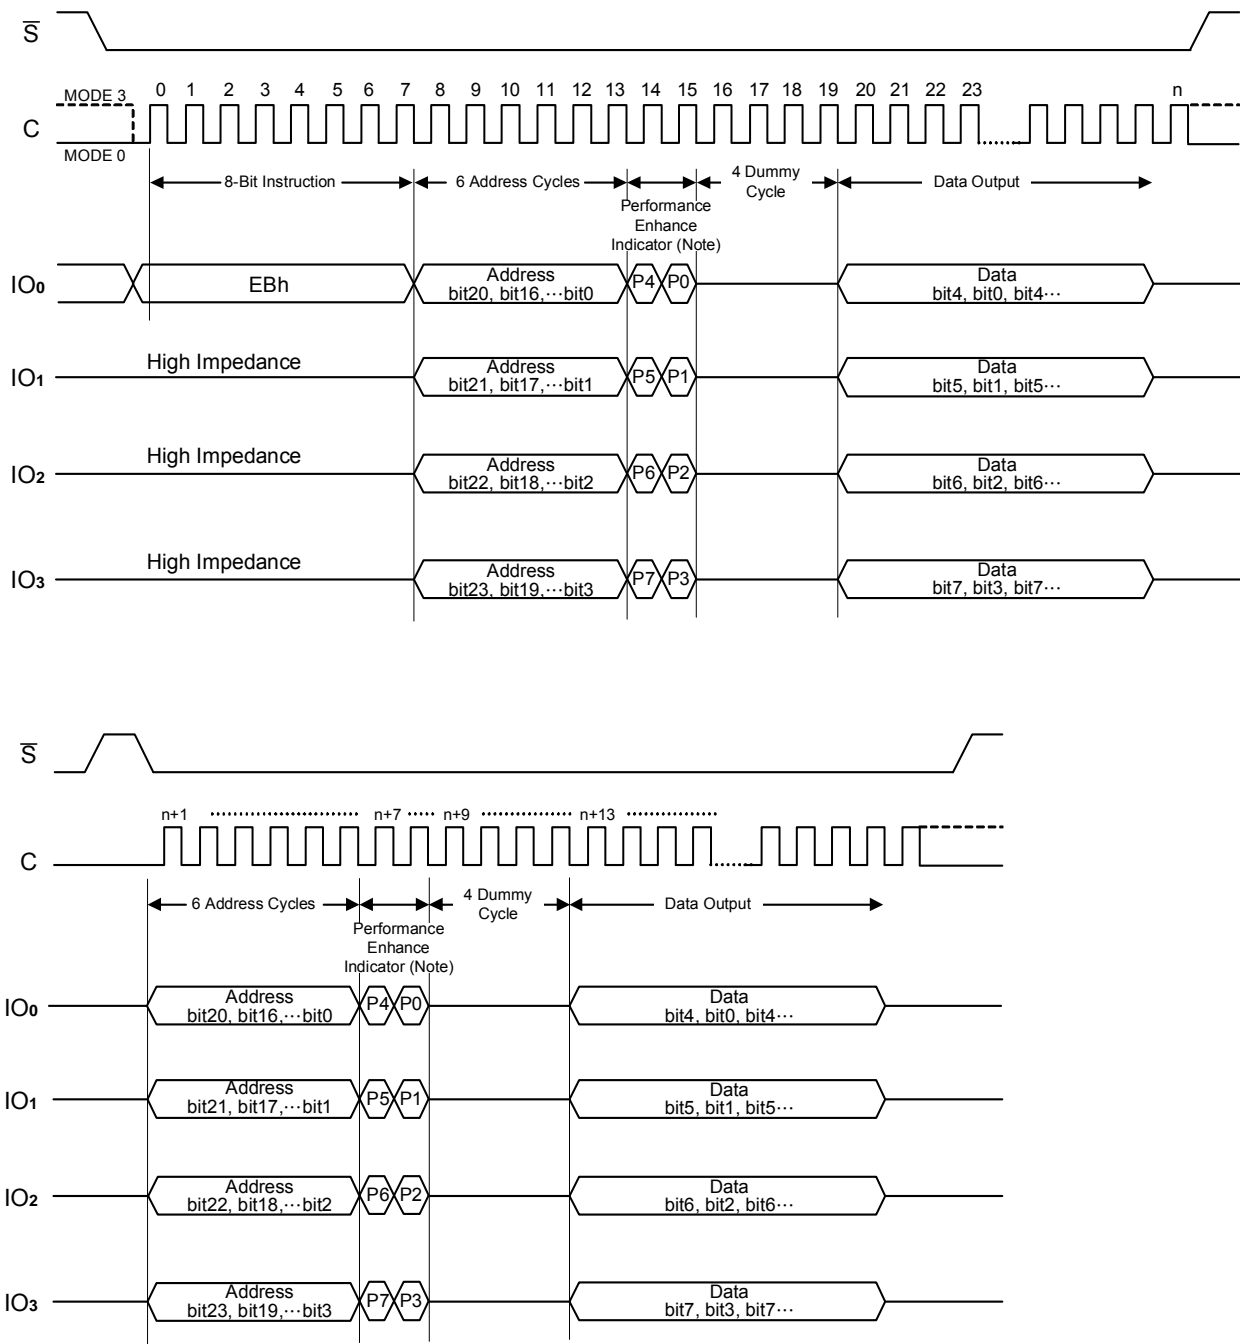 S
MODE 3
0 1 2 3 4 5 6 7 8 9 10 11 12 13 14 15 16 17 18 19 20 21 22 23 n
C
MODE 0
8-Bit Instruction
6 Address Cycles
4 Dummy
Cycle
Data Output
Performance
Enhance
Indicator (Note)
IO0
EBh
Address
bit20, bit16,···bit0
P4 P0
Data
bit4, bit0, bit4···
High Impedance
IO1
Address
bit21, bit17,···bit1
P5 P1
Data
bit5, bit1, bit5···
High Impedance
IO2
Address
bit22, bit18,···bit2
P6 P2
Data
bit6, bit2, bit6···
High Impedance
IO3
Address
bit23, bit19,···bit3
P7 P3
Data
bit7, bit3, bit7···
S
n+1 n+7 n+9 n+13
C
6 Address Cycles
4 Dummy
Cycle
Data Output
Performance
Enhance
Indicator (Note)
IO0
Address
bit20, bit16,···bit0
P4 P0
Data
bit4, bit0, bit4···
IO1
Address
bit21, bit17,···bit1
P5 P1
Data
bit5, bit1, bit5···
IO2
Address
bit22, bit18,···bit2
P6 P2
Data
bit6, bit2, bit6···
IO3
Address
bit23, bit19,···bit3
P7 P3
Data
bit7, bit3, bit7···